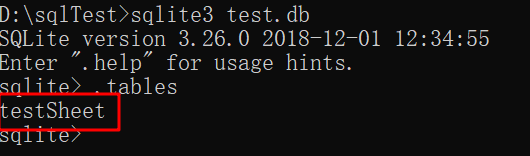 D:\sqlTest>sqlite3 test.db
SQLite version 3.26.0 2018-12-01 12:34:55
Enter ".help" for usage hints.
sqlite> .tables
testSheet
sqlite>